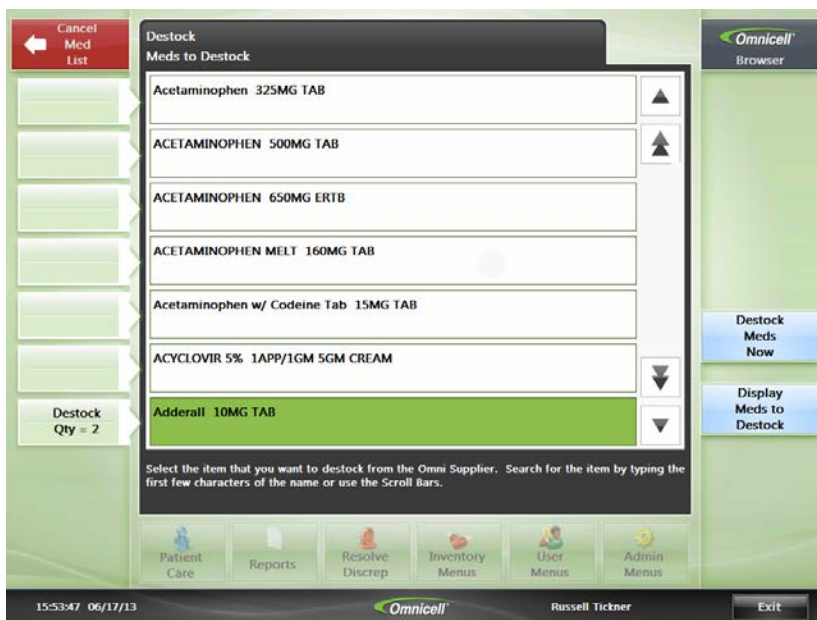 Cancel
Med
List
Destock
Meds to Destock
Omnicell
Browser
Acetaminophen 325MG TAB
ACETAMINOPHEN 500MG TAB
ACETAMINOPHEN 650MG ERTB
ACETAMINOPHEN MELT 160MG TAB
Acetaminophen w/ Codeine Tab 15MG TAB
ACYCLOVIR 5% 1APP/1GM 5GM CREAM
Adderall 10MG TAB
Destock
Qty = 2
Destock
Meds
Now
Display
Meds to
Destock
Select the item that you want to destock from the Omni Supplier. Search for the item by typing the
first few characters of the name or use the Scroll Bars.
Patient
Care
Reports
Resolve
Discrep
Inventory
Menus
User
Menus
Admin
Menus
15:53:47 06/17/13
Omnicell
Russell Tickner
Exit